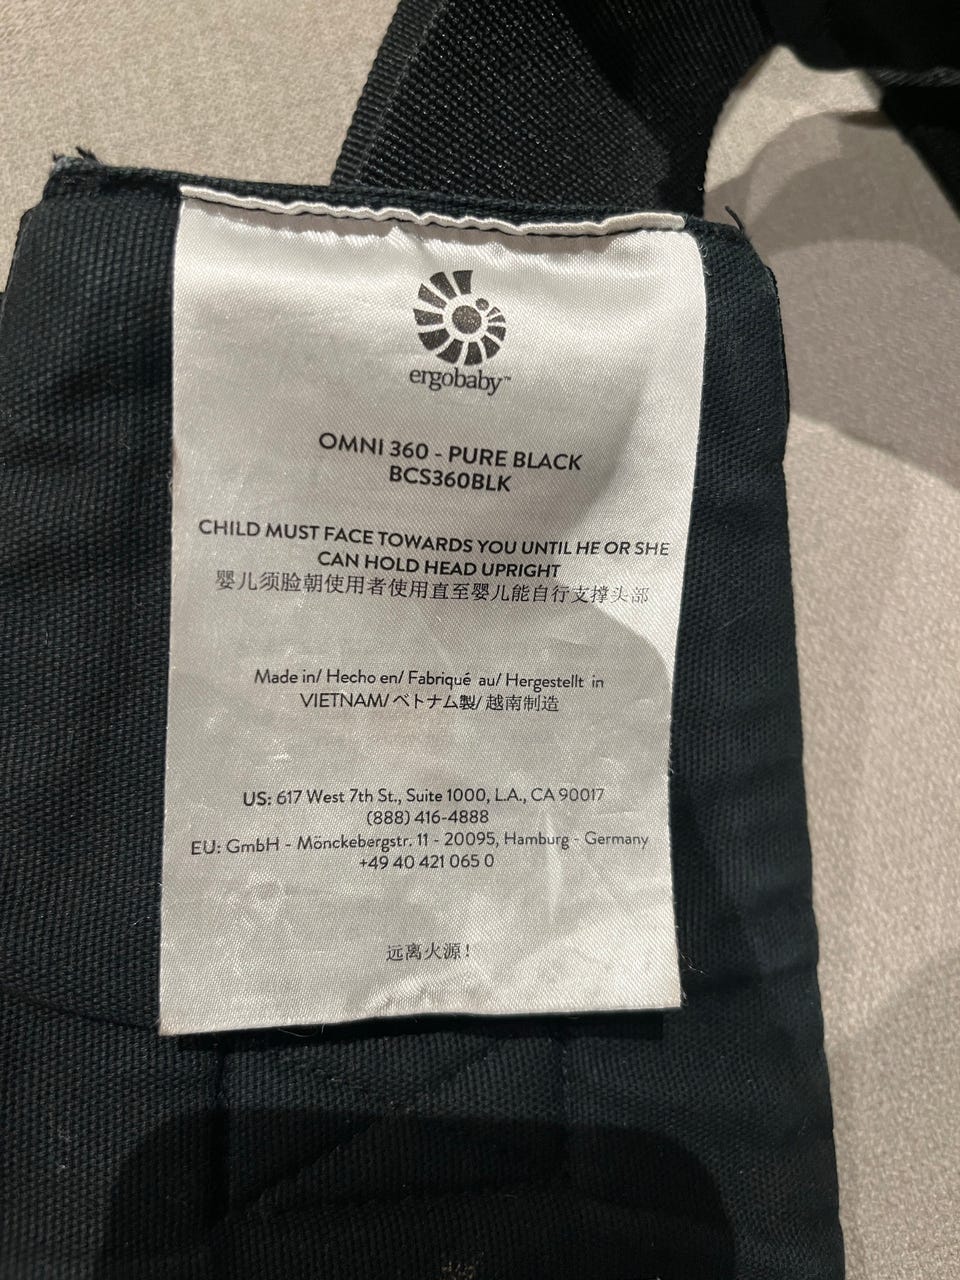 ergobaby™
OMNI 360 - PURE BLACK
BCS360BLK
CHILD MUST FACE TOWARDS YOU UNTIL HE OR SHE
CAN HOLD HEAD UPRIGHT
婴儿须脸朝使用者使用直至婴儿能自行支撑头部
Made in/ Hecho en/ Fabriqué au/ Hergestellt in
VIETNAM/ ベトナム製/ 越南制造
US: 617 West 7th St., Suite 1000, L.A., CA 90017
(888) 416-4888
EU: GmbH - Mönckebergstr. 11 - 20095, Hamburg - Germany
+49 40 421 065 0
远离火源!